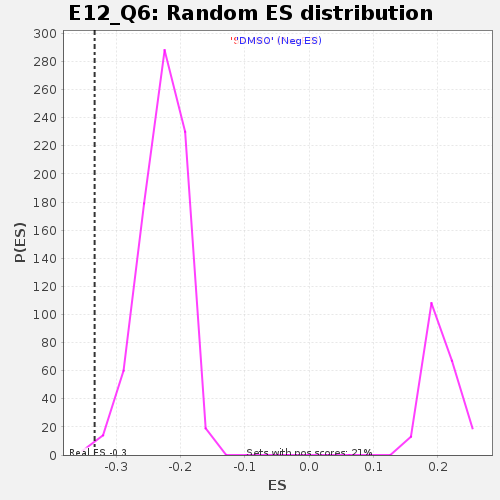 E12_Q6: Random ES distribution
'DMSO' (NegES)
300
280
260
240
220
200
180
160
140
120
100
80
60
40
20
0
P(ES)
Real ES -0.3
Sets with pos scores: 21%
-0.3 -0.2 -0.1 0.0 0.1 0.2
ES